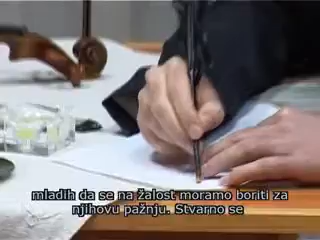 mladih da se na žalost moramo boriti za
njihovu pažnju. Stvarno se